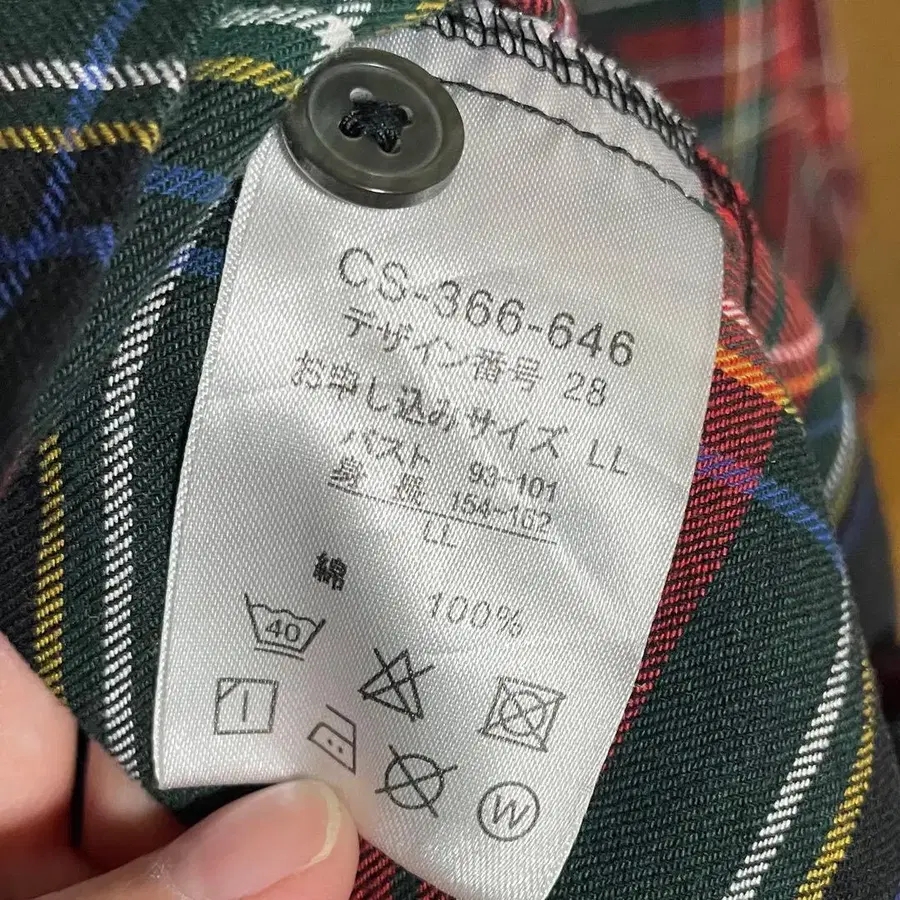 CS-366-646
デザイン番号 28
お申し込みサイズ LL
バスト 93-101
身長 154-162
LL
綿 100%
40
W